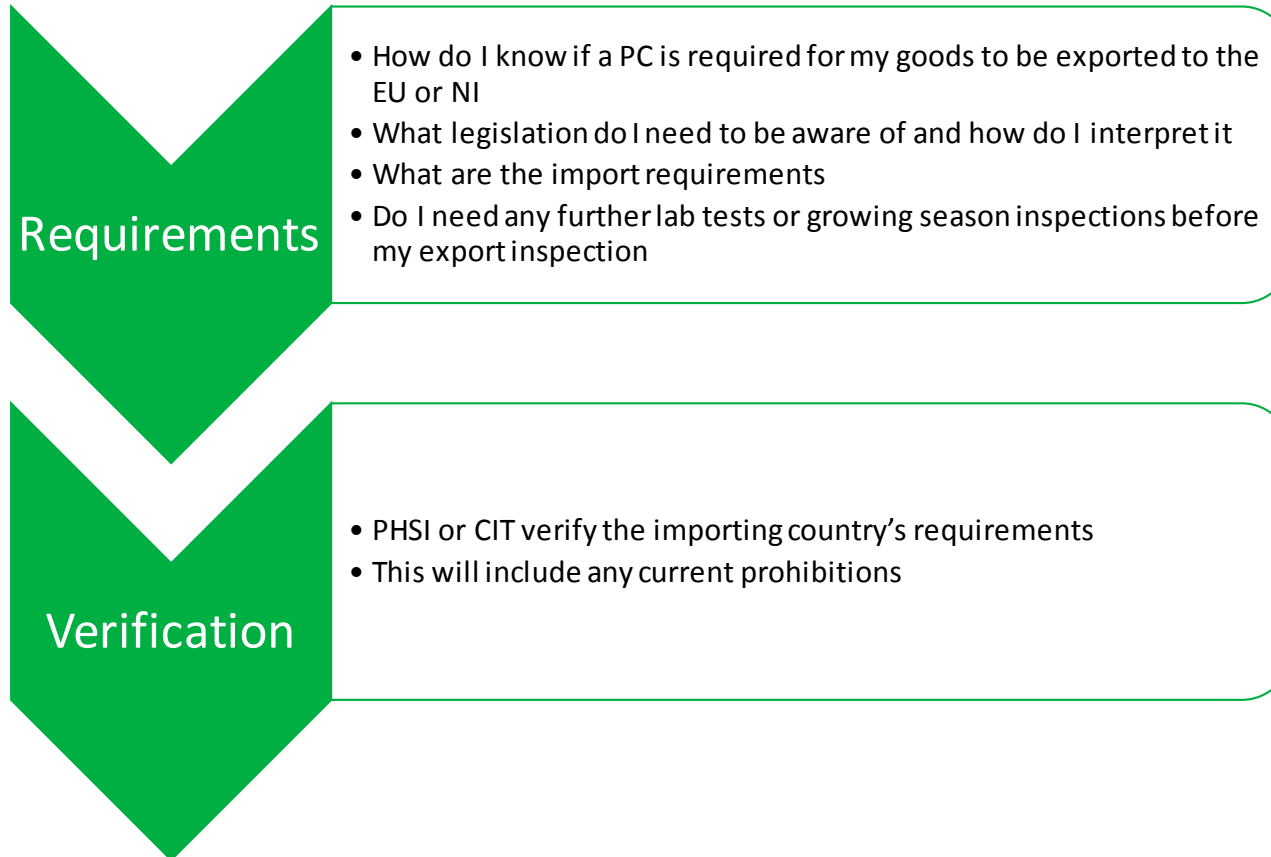 Requirements
• How do I know if a PC is required for my goods to be exported to the
EU or NI
• What legislation do I need to be aware of and how do I interpret it
• What are the import requirements
• Do I need any further lab tests or growing season inspections before
my export inspection
Verification
• PHSI or CIT verify the importing country’s requirements
• This will include any current prohibitions